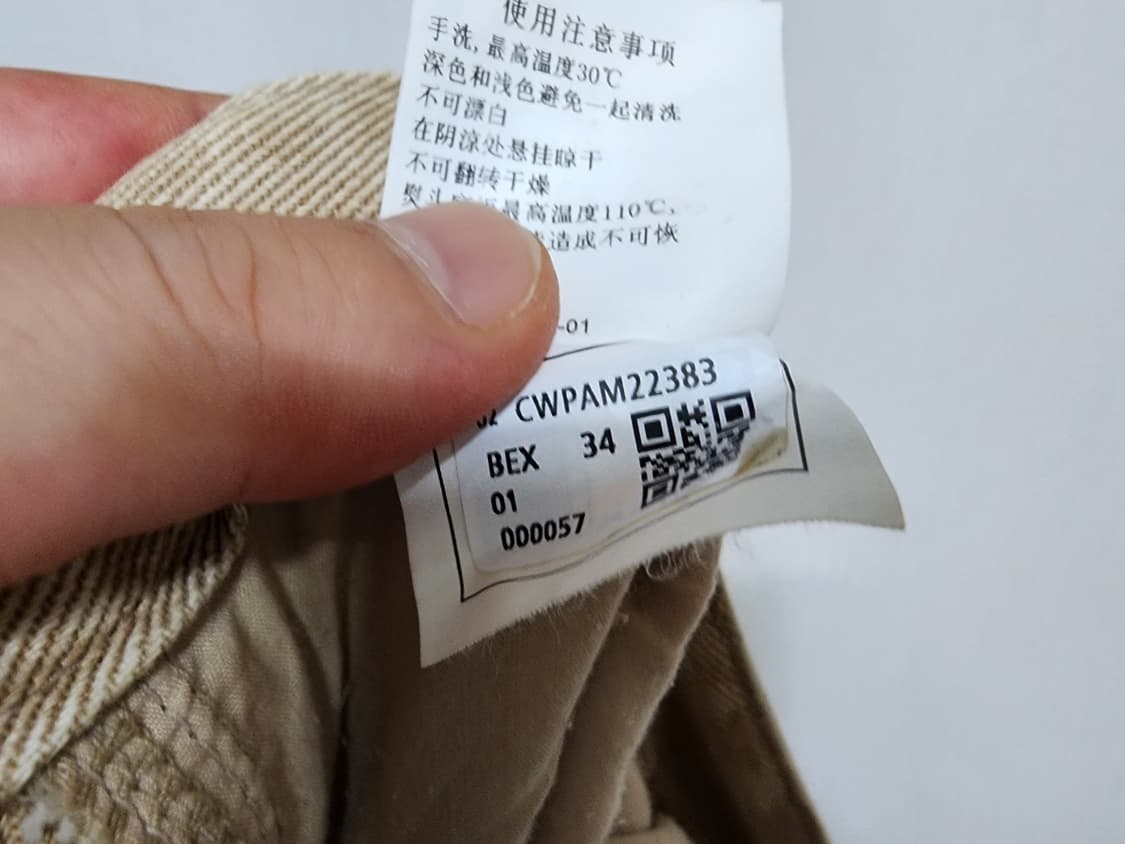 使用注意事项
手洗,最高温度30℃
深色和浅色避免一起清洗
不可漂白
在阴凉处悬挂晾干
不可翻转干燥
熨斗 最高温度110℃,
造成不可恢
-01
CWPAM22383
BEX 34
01
000057